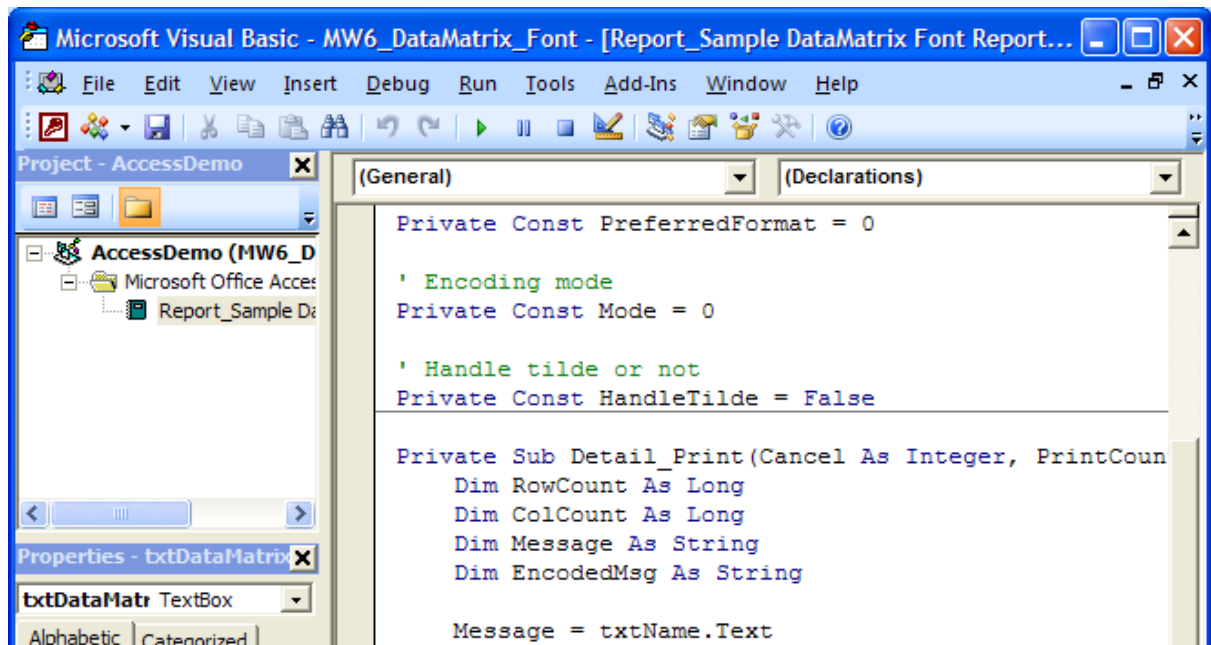 Microsoft Visual Basic - MW6_DataMatrix_Font - [Report_Sample DataMatrix Font Report...
File Edit View Insert Debug Run Tools Add-Ins Window Help
Project - AccessDemo
AccessDemo (MW6_D
Microsoft Office Acces
Report_Sample Da
Properties - txtDataMatrix
txtDataMatr TextBox
Alphabetic Categorized
(General) (Declarations)
Private Const PreferredFormat = 0
' Encoding mode
Private Const Mode = 0
' Handle tilde or not
Private Const HandleTilde = False
Private Sub Detail_Print(Cancel As Integer, PrintCoun
Dim RowCount As Long
Dim ColCount As Long
Dim Message As String
Dim EncodedMsg As String
Message = txtName.Text